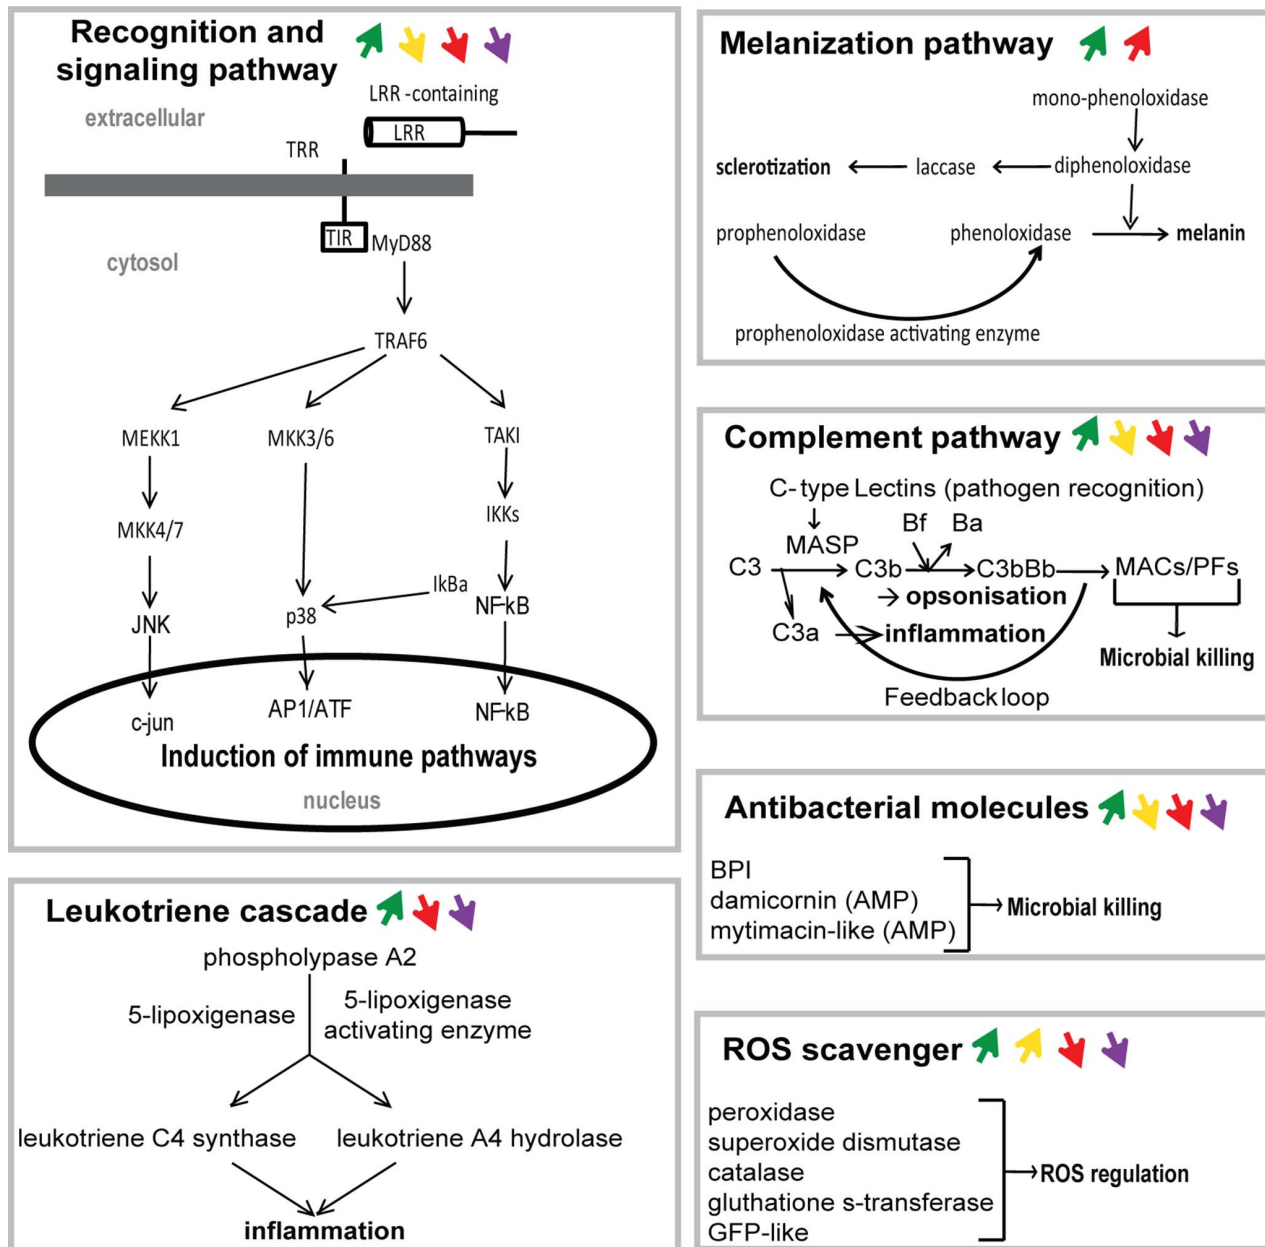 Recognition and
signaling pathway
LRR -containing
extracellular
LRR
TRR
TIR
MyD88
cytosol
TRAF6
MEKK1
MKK3/6
TAKI
MKK4/7
IKKs
IkBa
JNK
p38
NF-kB
c-jun
AP1/ATF
NF-kB
Induction of immune pathways
nucleus
Leukotriene cascade
phospholypase A2
5-lipoxigenase
5-lipoxigenase
activating enzyme
leukotriene C4 synthase
leukotriene A4 hydrolase
inflammation
Melanization pathway
mono-phenoloxidase
sclerotization
laccase
diphenoloxidase
prophenoloxidase
phenoloxidase
melanin
prophenoloxidase activating enzyme
Complement pathway
C-type Lectins (pathogen recognition)
Bf
Ba
MASP
C3
C3b
C3bBb
MACs/PFs
opsonisation
C3a
inflammation
Microbial killing
Feedback loop
Antibacterial molecules
BPI
damicornin (AMP)
mytimacin-like (AMP)
Microbial killing
ROS scavenger
peroxidase
superoxide dismutase
catalase
gluthatione s-transferase
GFP-like
ROS regulation